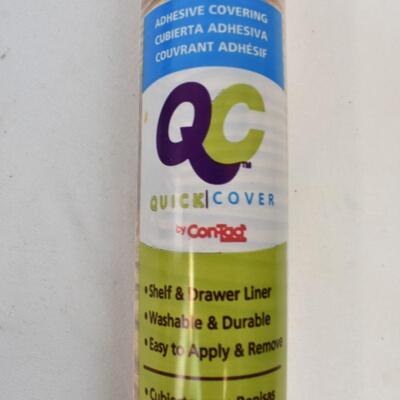 ADHESIVE COVERING
CUBIERTA ADHESIVA
COUVRANT ADHÉSIF
QC
QUICK|COVER
by Con-Tact
• Shelf & Drawer Liner
• Washable & Durable
• Easy to Apply & Remove